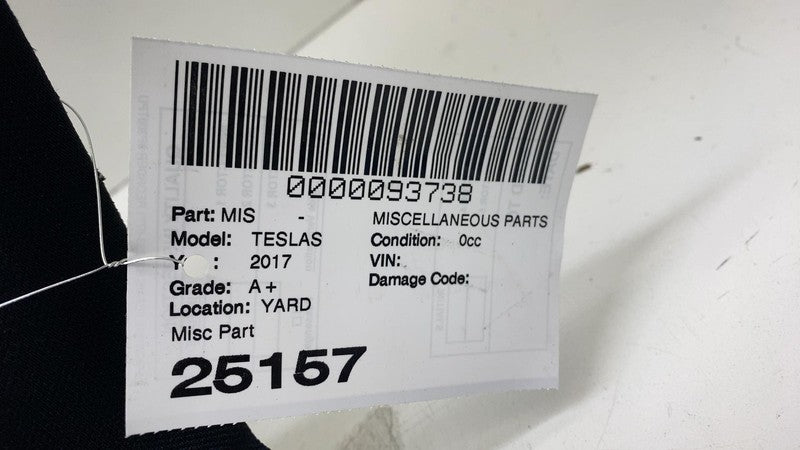 0000093738
Part: MIS - MISCELLANEOUS PARTS
Model: TESLAS Condition: 0cc
Y : 2017 VIN:
Grade: A+ Damage Code:
Location: YARD
Misc Part
25157